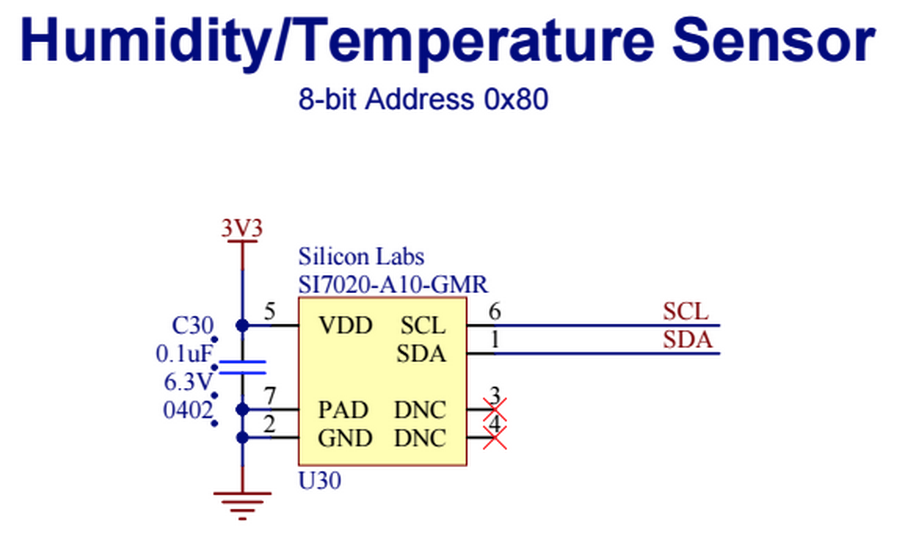 Humidity/Temperature Sensor
8-bit Address 0x80
3V3
Silicon Labs
SI7020-A10-GMR
C30
0.1uF
6.3V
0402
5 VDD SCL 6 SCL
SDA 1 SDA
7 PAD DNC 3
2 GND DNC 4
U30